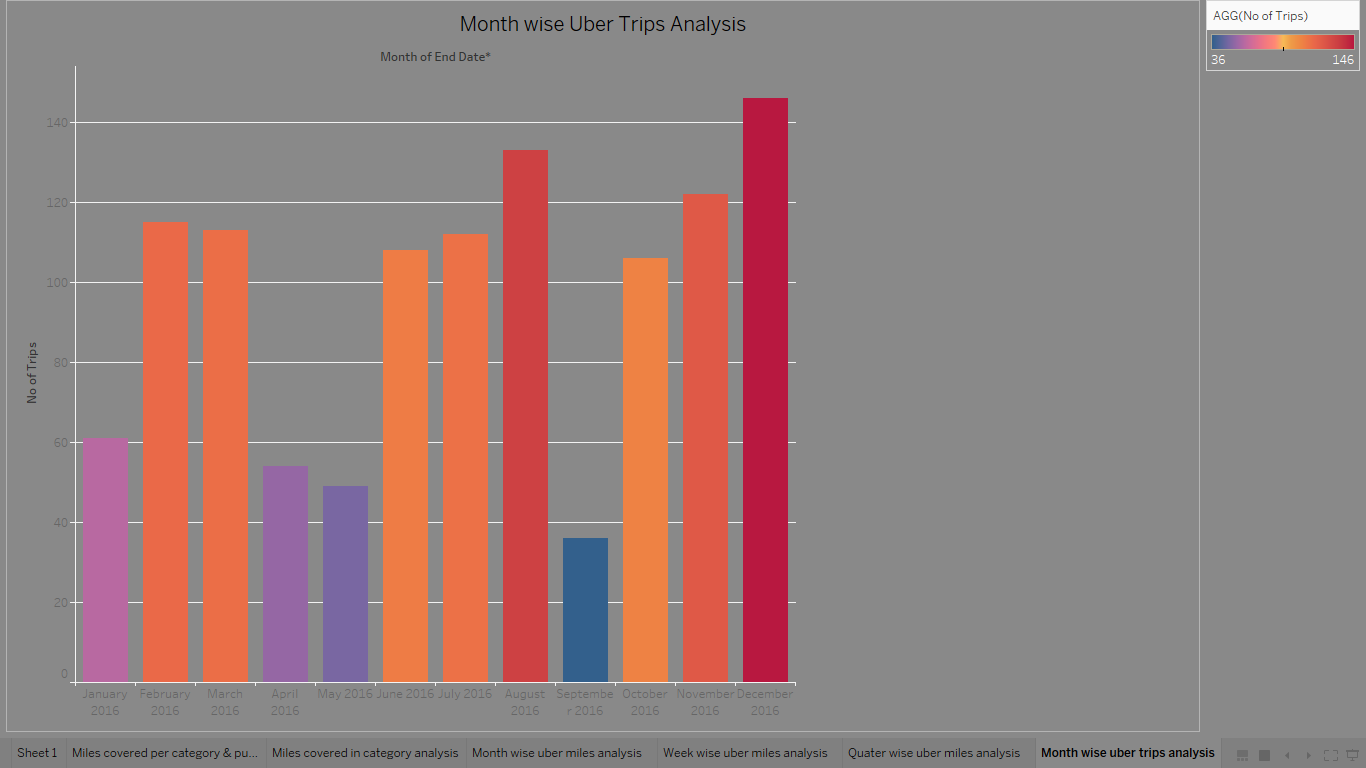 Month wise Uber Trips Analysis
AGG(No of Trips)
36 146
Month of End Date*
No of Trips
140
120
100
80
60
40
20
0
January February March April May 2016 June 2016 July 2016 August Septembe October November December
2016 2016 2016 2016 2016 r 2016 2016 2016 2016
Sheet 1 Miles covered per category & pu... Miles covered in category analysis Month wise uber miles analysis Week wise uber miles analysis Quater wise uber miles analysis Month wise uber trips analysis